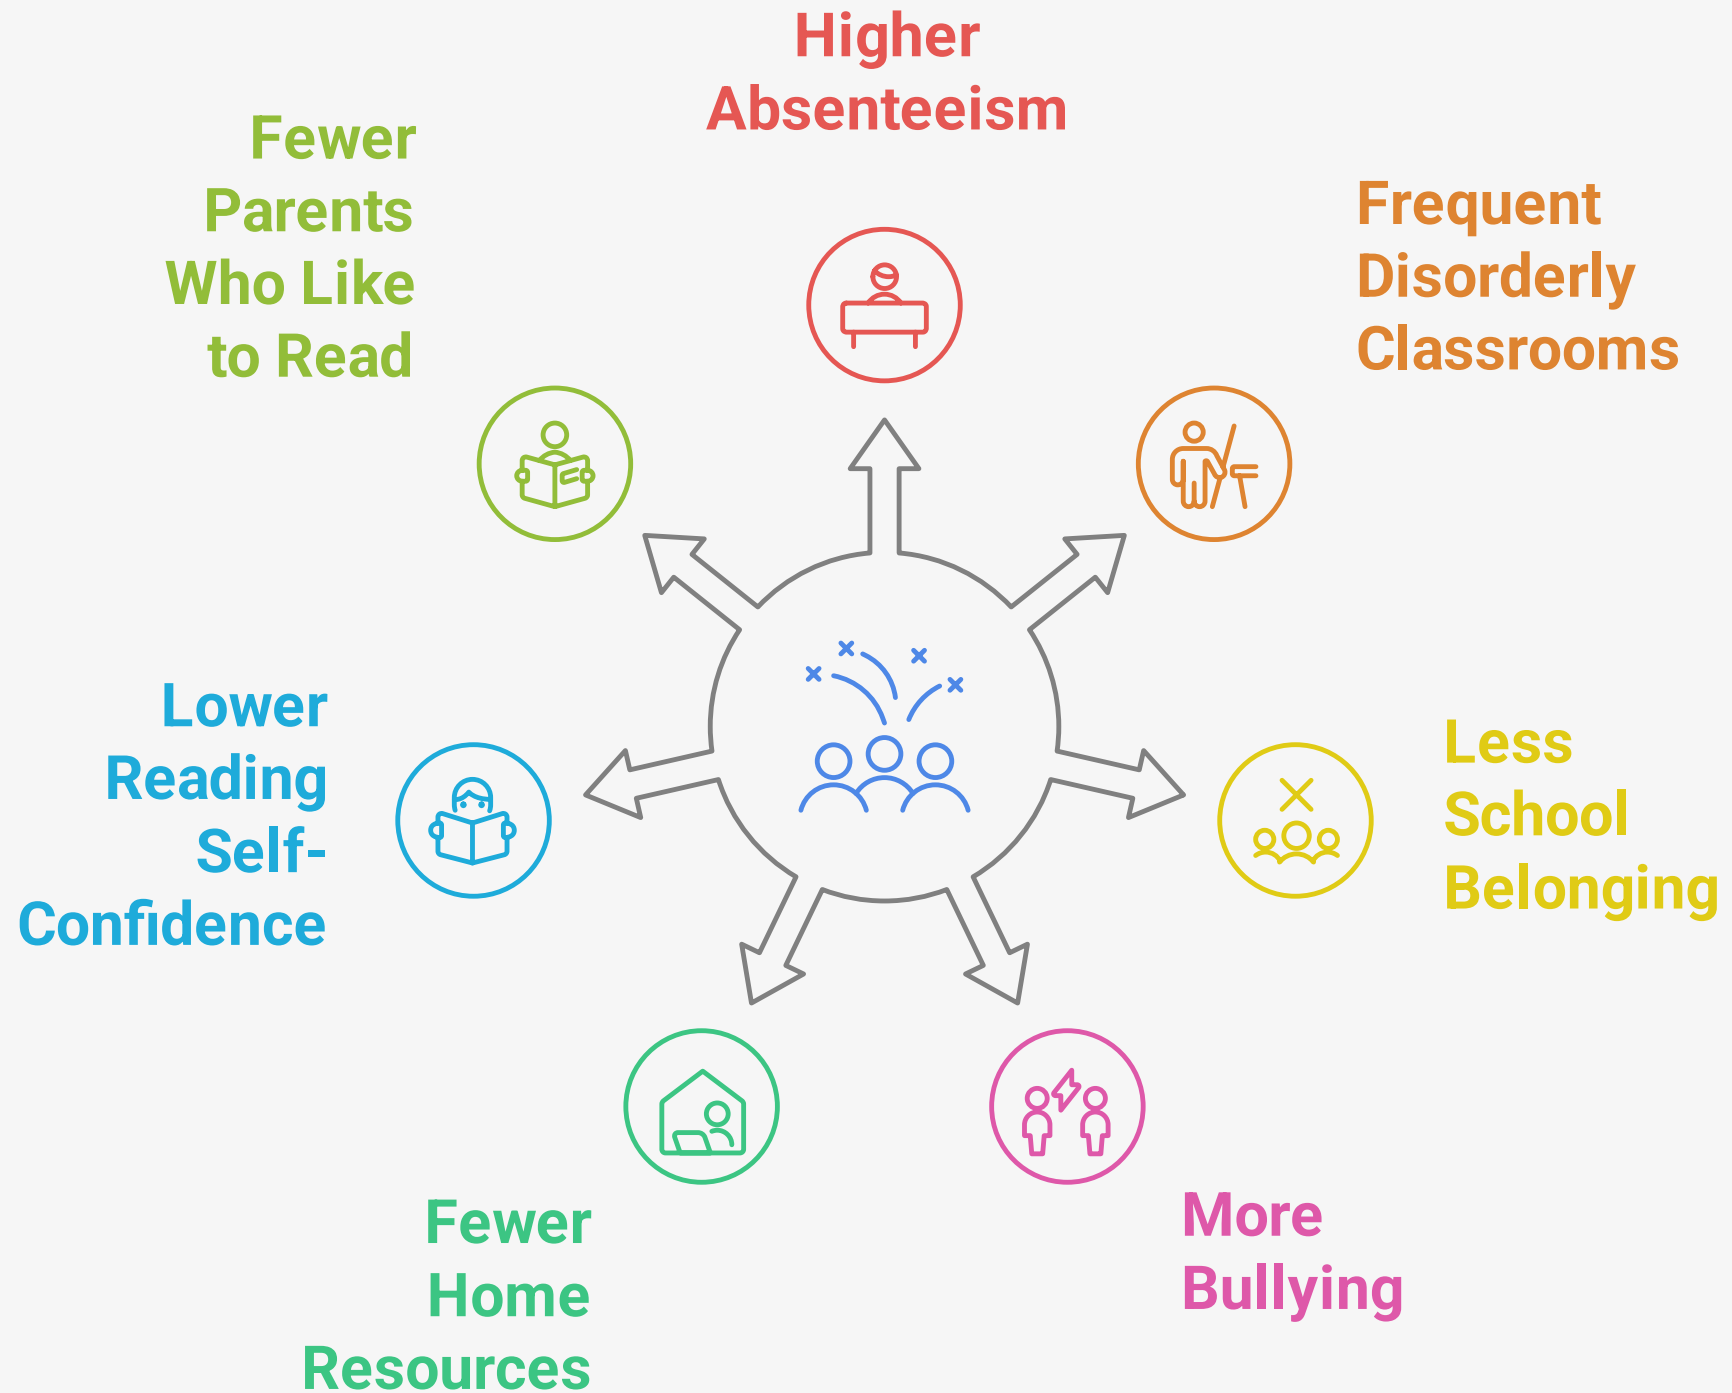 Higher
Absenteeism
Fewer
Parents
Who Like
to Read
Frequent
Disorderly
Classrooms
Lower
Reading
Self-
Confidence
Less
School
Belonging
Fewer
Home
Resources
More
Bullying